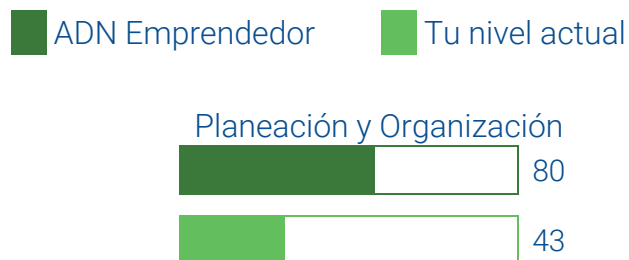 ADN Emprendedor
Tu nivel actual
Planeación y Organización
80
43